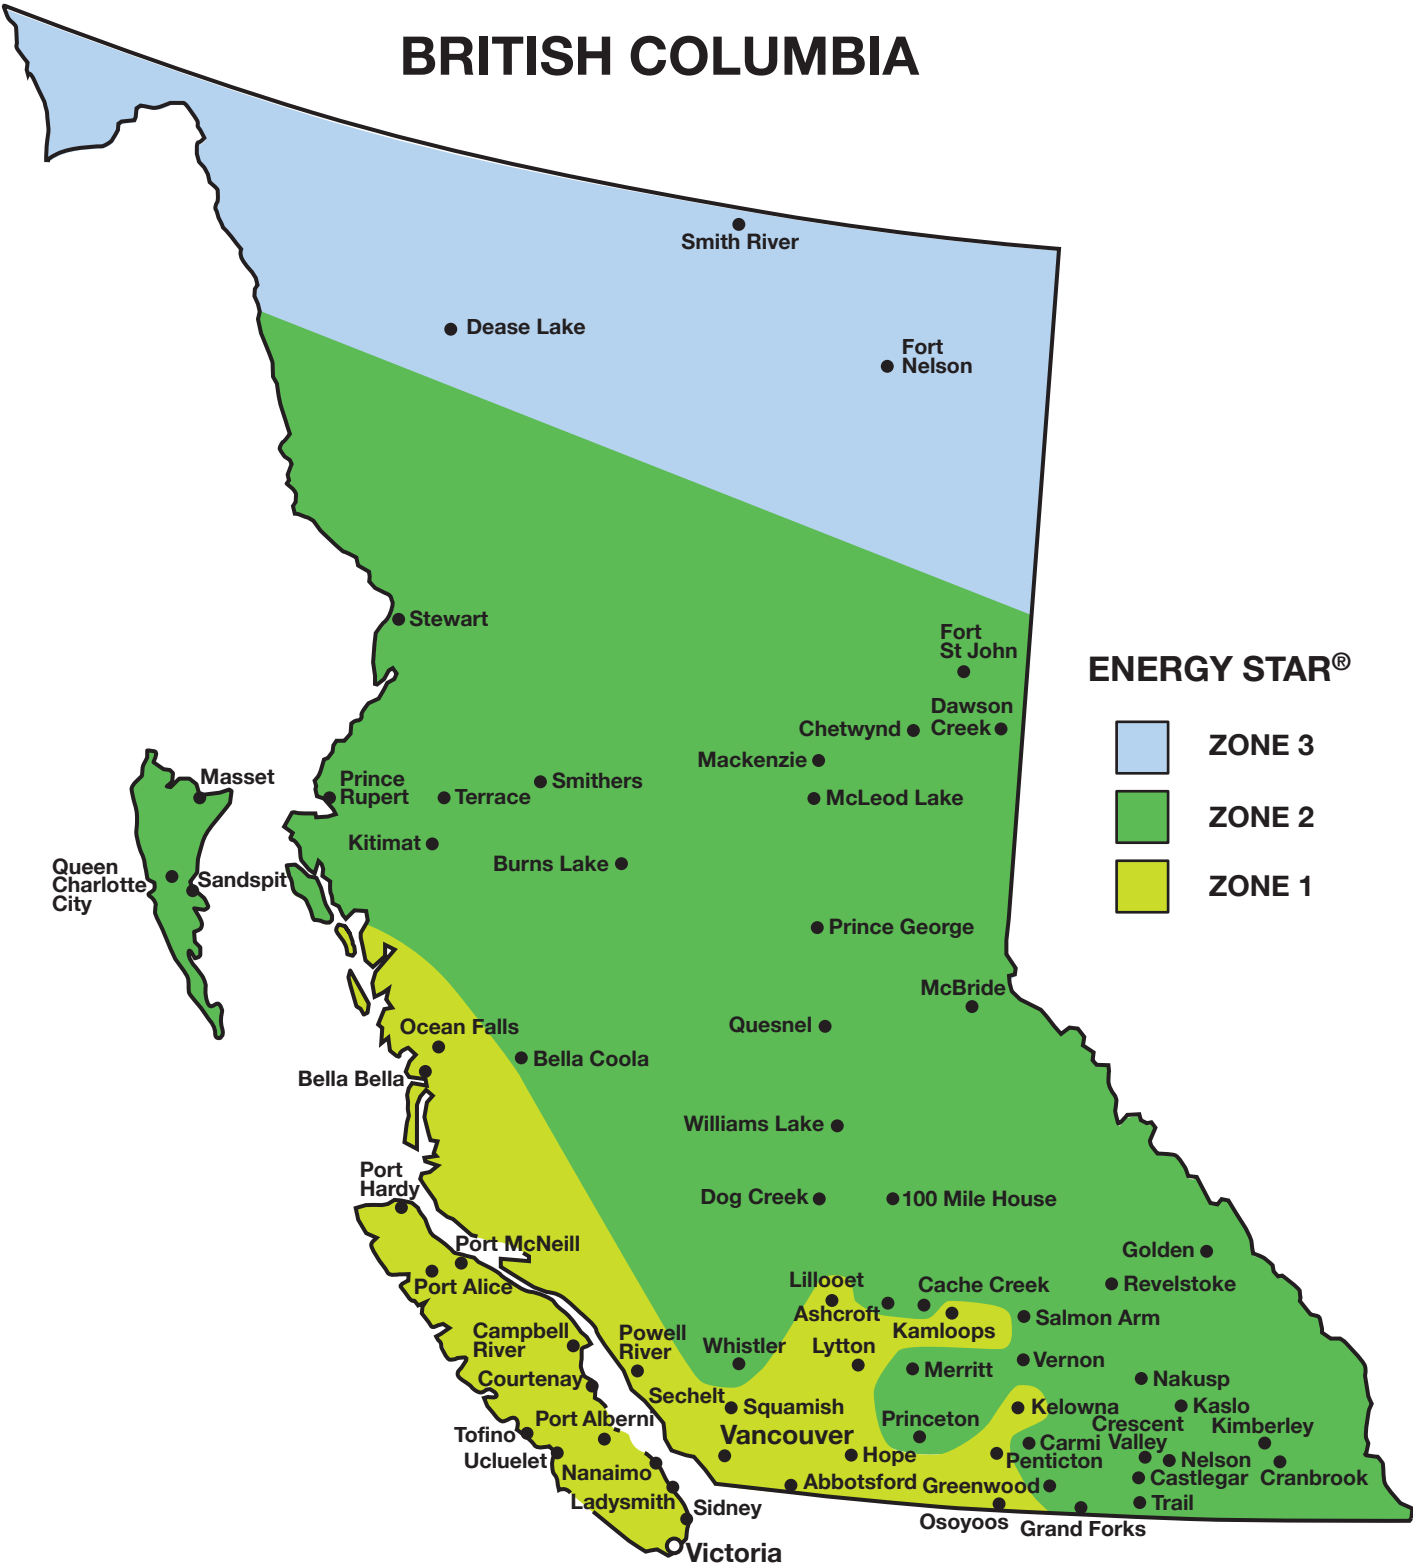 BRITISH COLUMBIA
Smith River
Dease Lake
Fort
Nelson
Stewart
Fort
St John
ENERGY STAR®
Dawson
Creek
Chetwynd
ZONE 3
Mackenzie
Masset
Prince
Rupert
Terrace
Smithers
McLeod Lake
ZONE 2
Kitimat
Burns Lake
Queen
Charlotte
City
Sandspit
ZONE 1
Prince George
McBride
Ocean Falls
Quesnel
Bella Coola
Bella Bella
Williams Lake
Port
Hardy
Dog Creek
100 Mile House
Port McNeill
Golden
Port Alice
Lillooet
Cache Creek
Revelstoke
Ashcroft
Kamloops
Salmon Arm
Campbell
River
Powell
River
Whistler
Lytton
Merritt
Vernon
Courtenay
Nakusp
Sechelt
Squamish
Kelowna
Kaslo
Port Alberni
Princeton
Crescent
Valley
Kimberley
Tofino
Vancouver
Carmi
Ucluelet
Hope
Penticton
Nelson
Nanaimo
Abbotsford
Greenwood
Castlegar
Cranbrook
Ladysmith
Sidney
Osoyoos
Grand Forks
Trail
Victoria